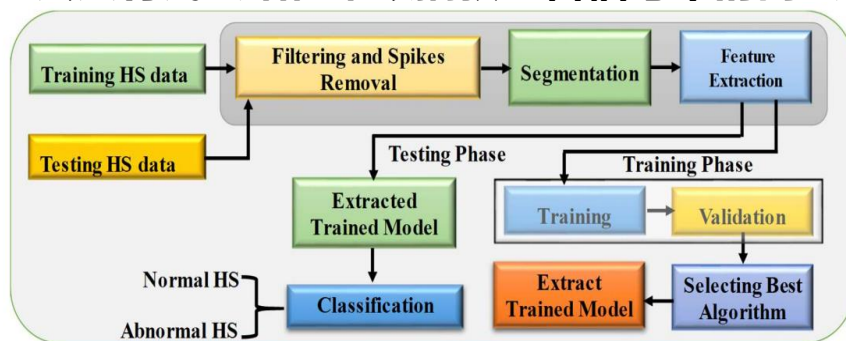 Training HS data
Filtering and Spikes
Removal
Segmentation
Feature
Extraction
Testing HS data
Testing Phase
Training Phase
Extracted
Trained Model
Training
Validation
Normal HS
Abnormal HS
Classification
Extract
Trained Model
Selecting Best
Algorithm